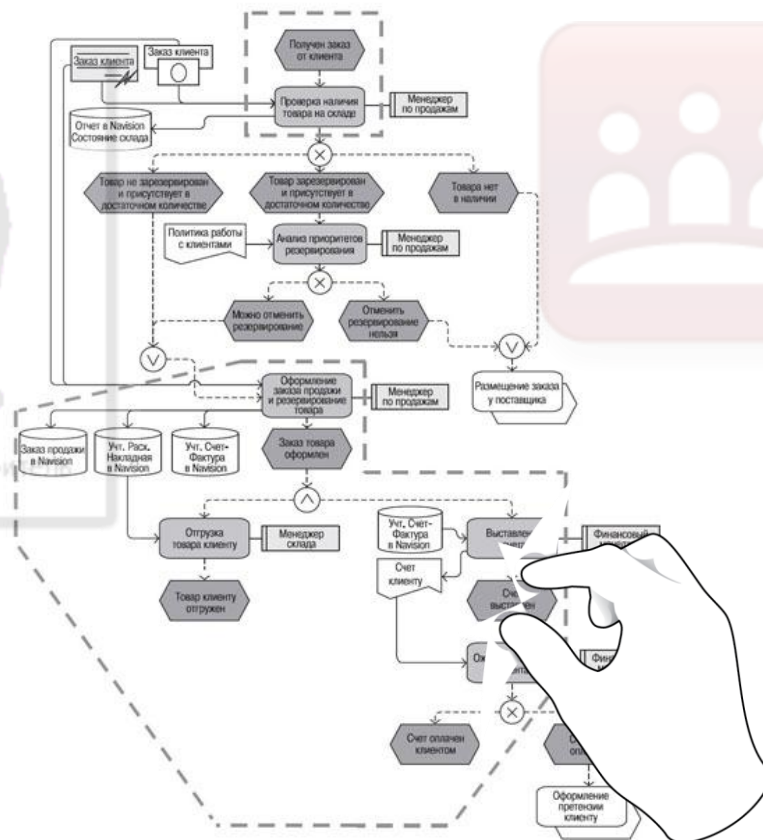 Получен заказ
от клиента
Заказ клиента
Заказ клиента
Проверка наличия
товара на складе
Менеджер
по продажам
Отчет в Navision
Состояние склада
Товар не зарезервирован
и присутствует в
достаточном количестве
Товар зарезервирован
и присутствует в
достаточном количестве
Товара нет
в наличии
Политика работы
с клиентами
Анализ приоритетов
резервирования
Менеджер
по продажам
Можно отменить
резервирование
Отменить
резервирование
нельзя
Оформление
заказа продажи
и резервирование
товара
Менеджер
по продажам
Размещение заказа
у поставщика
Заказ продажи
в Navision
Учт. Расх.
Накладная
в Navision
Учт. Счет-
Фактура
в Navision
Заказ товара
оформлен
Отгрузка
товара клиенту
Менеджер
склада
Учт. Счет-
Фактура
в Navision
Финансовый
Счет
клиенту
Товар клиенту
отгружен
Счет оплачен
клиентом
Оформление
претензии
клиенту